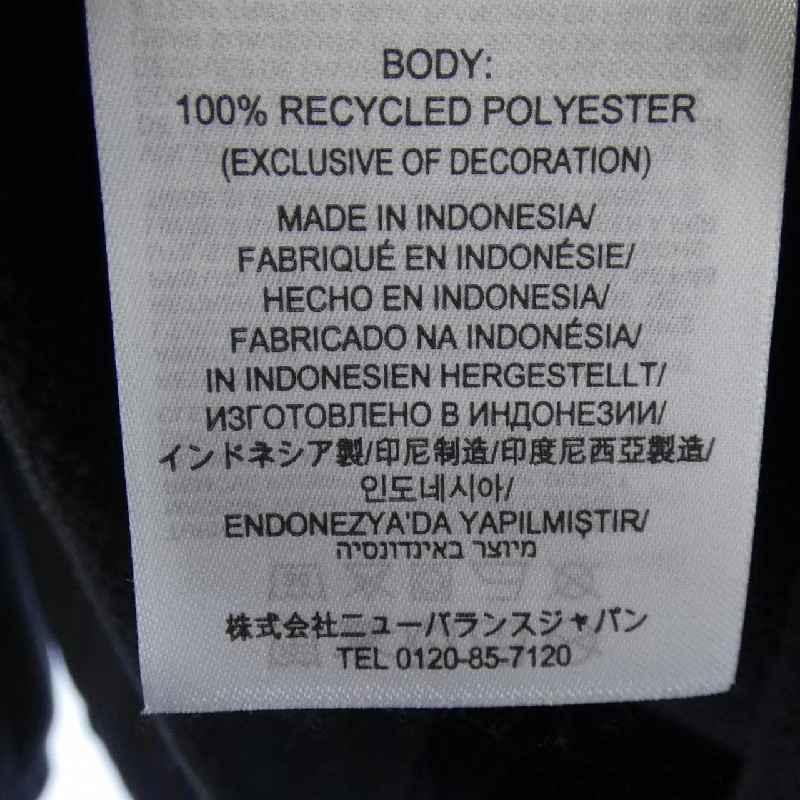 BODY:
100% RECYCLED POLYESTER
(EXCLUSIVE OF DECORATION)
MADE IN INDONESIA/
FABRIQUÉ EN INDONÉSIE/
HECHO EN INDONESIA/
FABRICADO NA INDONÉSIA/
IN INDONESIEN HERGESTELLT/
ИЗГОТОВЛЕНО В ИНДОНЕЗИИ/
インドネシア製/印尼制造/印度尼西亞製造/
인도네시아/
ENDONEZYA'DA YAPILMIŞTIR/
מיוצר באינדונסיה
株式会社ニューバランスジャパン
TEL 0120-85-7120